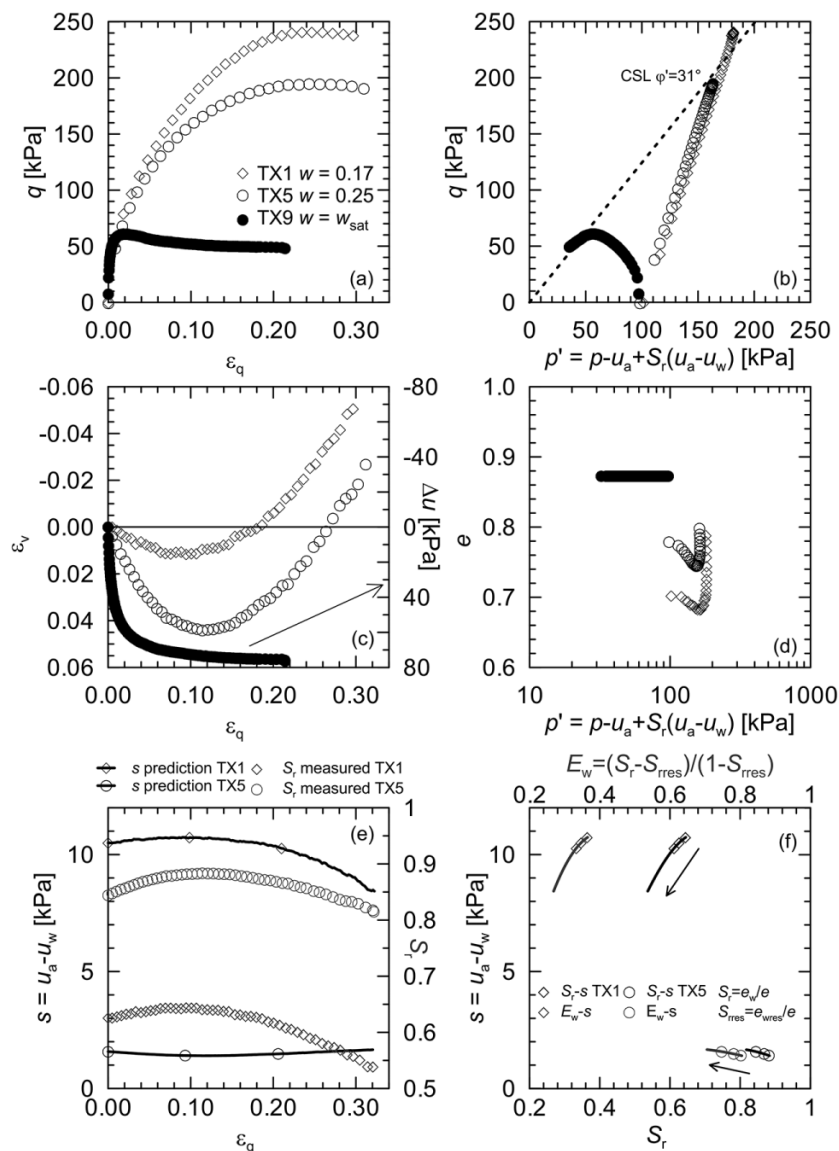 250
200
150
100
50
0
q [kPa]
TX1 w = 0.17
TX5 w = 0.25
TX9 w = wsat
(a)
0.00 0.10 0.20 0.30
εq
250
200
150
100
50
0
q [kPa]
CSL φ'=31°
(b)
0 50 100 150 200 250
p' = p-ua+Sr(ua-uw) [kPa]
-0.06
-0.04
-0.02
0.00
0.02
0.04
0.06
εv
-80
-40
0
40
80
Δu [kPa]
(c)
0.00 0.10 0.20 0.30
εq
1.0
0.9
0.8
0.7
0.6
e
(d)
10 100 1000
p' = p-ua+Sr(ua-uw) [kPa]
s prediction TX1 Sr measured TX1
s prediction TX5 Sr measured TX5
10
5
0
s = ua-uw [kPa]
1
0.9
0.8
0.7
0.6
0.5
Sr
(e)
0.00 0.10 0.20 0.30
εq
Ew=(Sr-Srres)/(1-Srres)
0.2 0.4 0.6 0.8 1
10
5
0
s = ua-uw [kPa]
(f)
Sr-s TX1 Sr-s TX5 Sr=ew/e
Ew-s Ew-s Srres=ewres/e
0.2 0.4 0.6 0.8 1
Sr